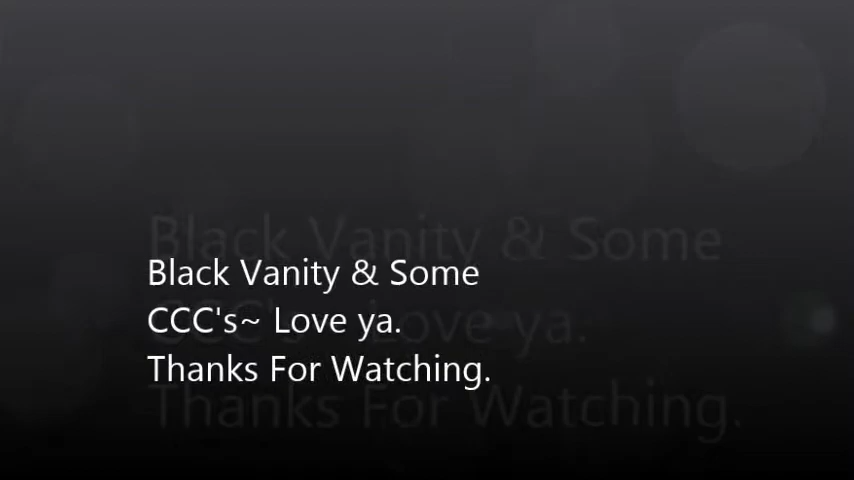 Black Vanity & Some
CCC's~ Love ya.
Thanks For Watching.